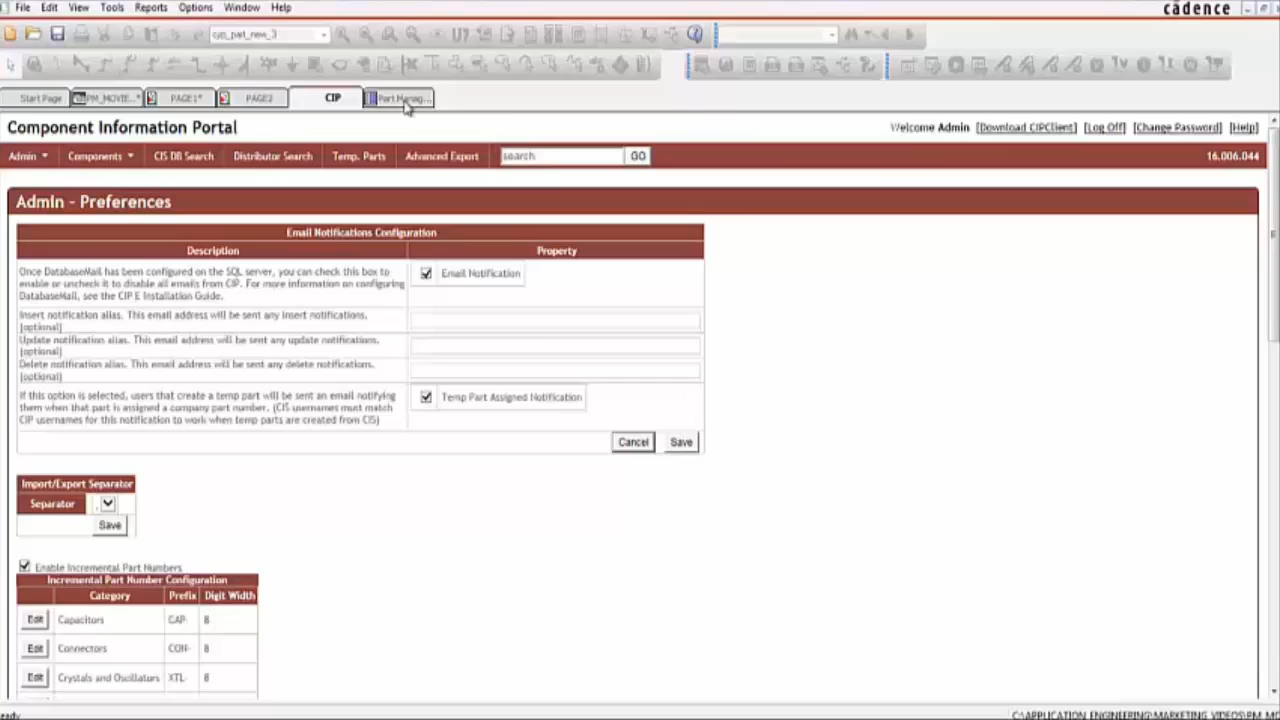 File Edit View Tools Reports Options Window Help
cādence
cyp_part_new_3
Start Page PM_MOVIE...* PAGE1* PAGE2 CIP Part Manag...
Component Information Portal
Welcome Admin [Download CIPClient] [Log Off] [Change Password] [Help]
Admin Components CIS DB Search Distributor Search Temp. Parts Advanced Export search GO 16.006.044
Admin - Preferences
Email Notifications Configuration
Description Property
Once DatabaseMail has been configured on the SQL server, you can check this box to
enable or uncheck it to disable all emails from CIP. For more information on configuring
DatabaseMail, see the CIP E Installation Guide.
Email Notification
Insert notification alias. This email address will be sent any insert notifications.
[optional]
Update notification alias. This email address will be sent any update notifications.
[optional]
Delete notification alias. This email address will be sent any delete notifications.
[optional]
If this option is selected, users that create a temp part will be sent an email notifying
them when that part is assigned a company part number. (CIS usernames must match
CIP usernames for this notification to work when temp parts are created from CIS)
Temp Part Assigned Notification
Cancel Save
Import/Export Separator
Separator ,
Save
Enable Incremental Part Numbers
Incremental Part Number Configuration
Category Prefix Digit Width
Edit Capacitors CAP- 8
Edit Connectors CON- 8
Edit Crystals and Oscillators XTL- 8
eady
C:\APPLICATION_ENGINEERING\MARKETING_VIDEOS\PM_MO